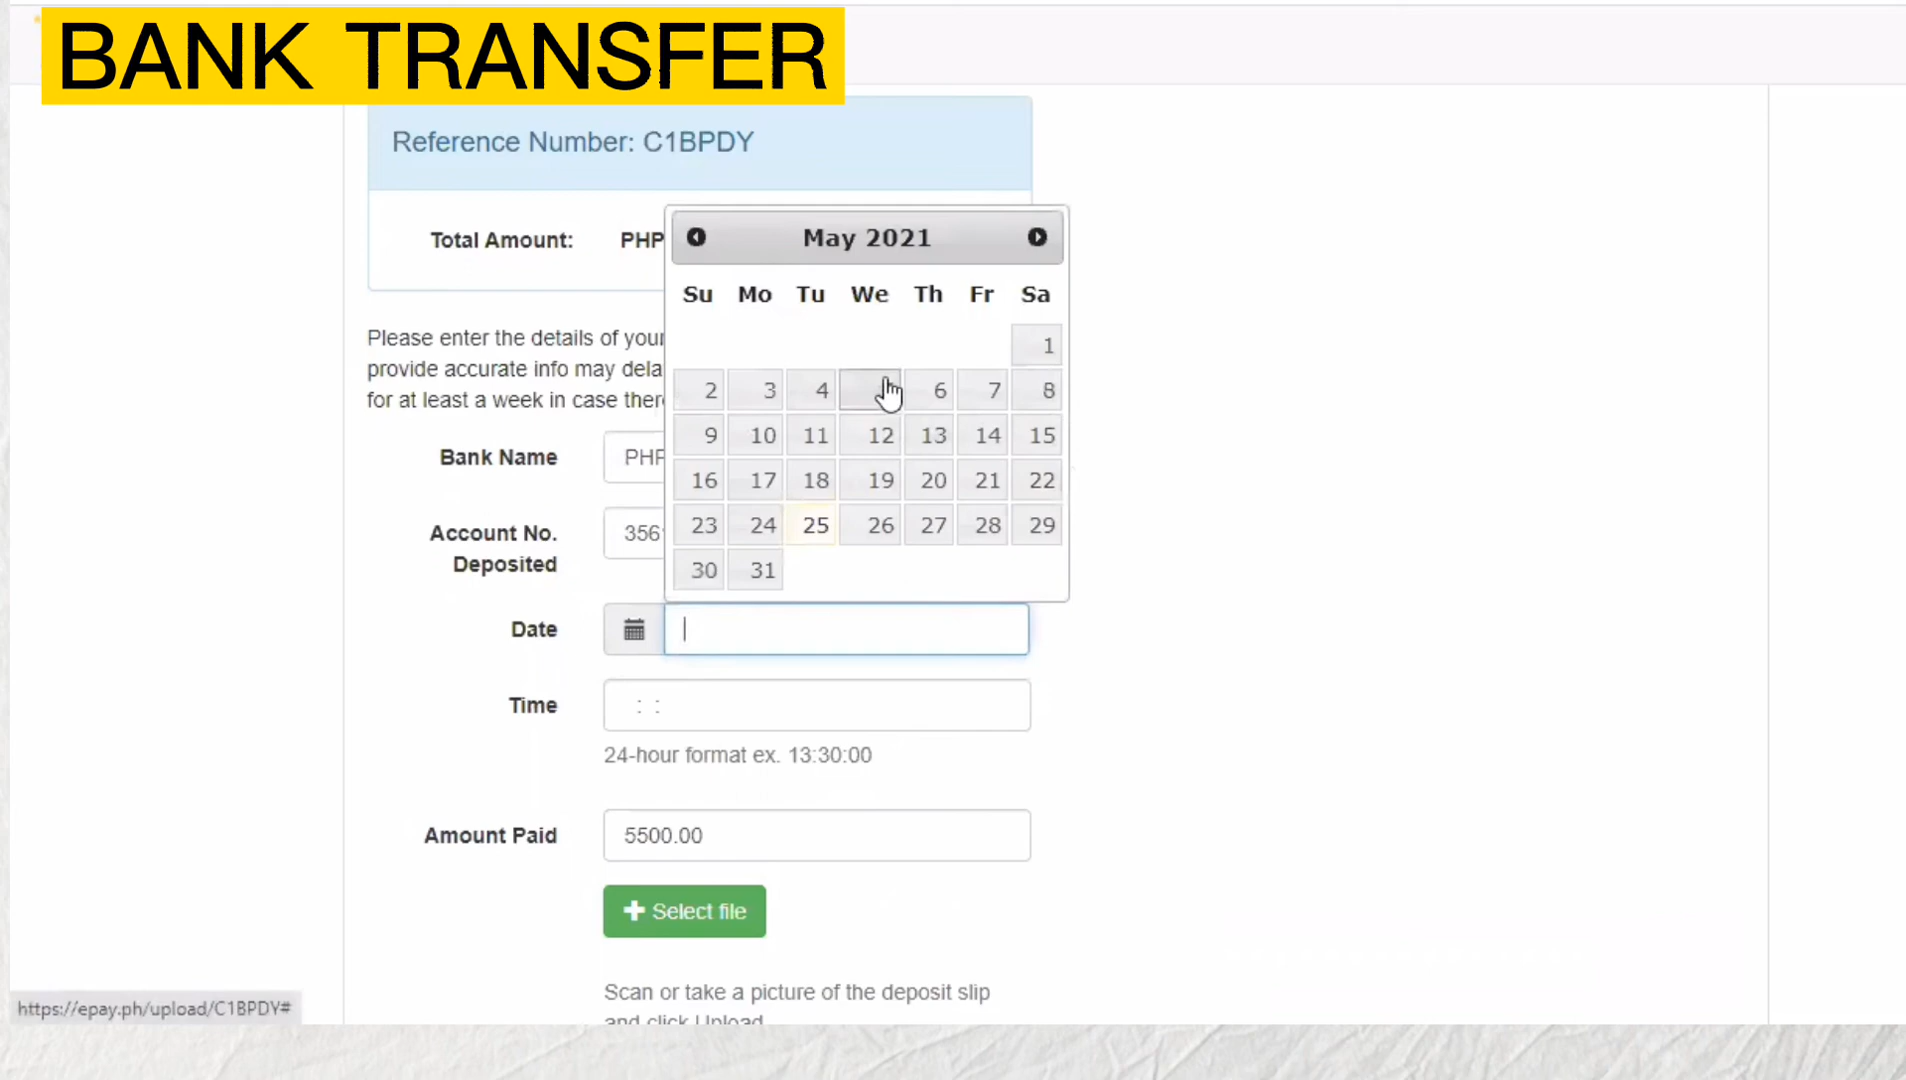 BANK TRANSFER
Reference Number: C1BPDY
Total Amount: PHP
May 2021
Su Mo Tu We Th Fr Sa
1
2 3 4 6 7 8
9 10 11 12 13 14 15
16 17 18 19 20 21 22
23 24 25 26 27 28 29
30 31
Please enter the details of your
provide accurate info may
for at least a week in case
Bank Name PHP
Account No. 356
Deposited
Date
Time : :
24-hour format ex. 13:30:00
Amount Paid 5500.00
Select file
Scan or take a picture of the deposit slip
and click Upload
https://epay.ph/upload/C1BPDY#